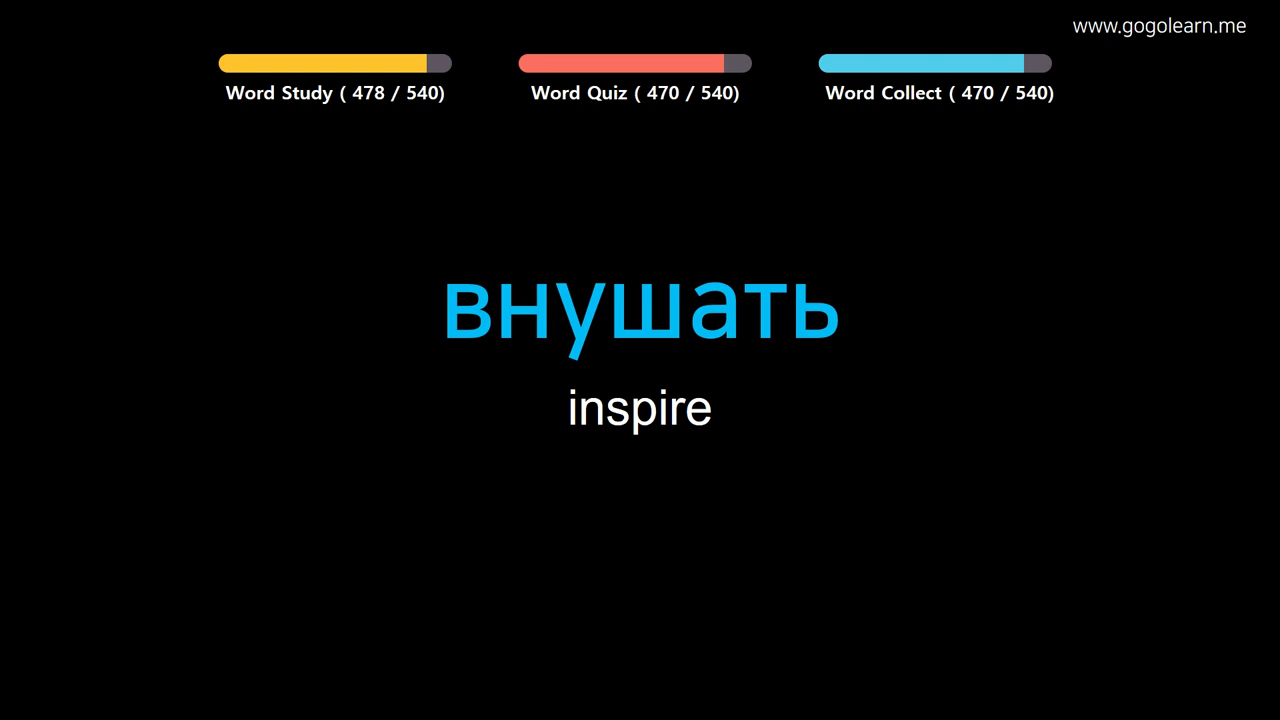 www.gogolearn.me
Word Study ( 478 / 540)
Word Quiz ( 470 / 540)
Word Collect ( 470 / 540)
внушать
inspire